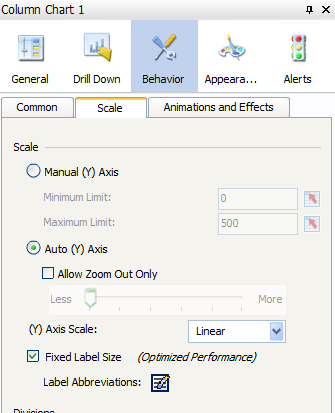 Column Chart 1
General Drill Down Behavior Appeara... Alerts
Common Scale Animations and Effects
Scale
Manual (Y) Axis
Minimum Limit: 0
Maximum Limit: 500
Auto (Y) Axis
Allow Zoom Out Only
Less More
(Y) Axis Scale: Linear
Fixed Label Size (Optimized Performance)
Label Abbreviations:
Divisions